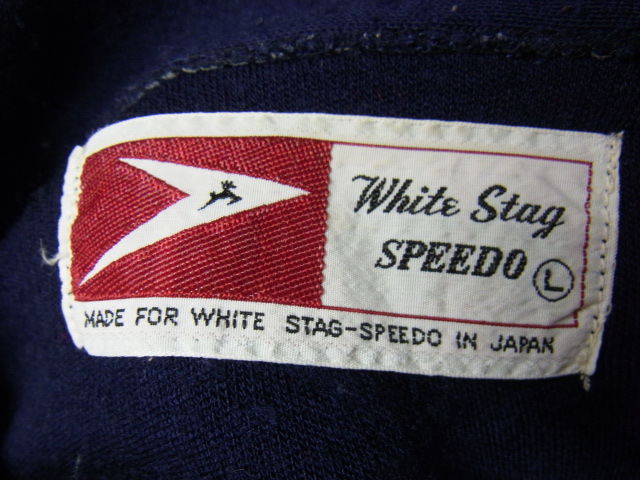 White Stag
SPEEDO L
MADE FOR WHITE STAG-SPEEDO IN JAPAN